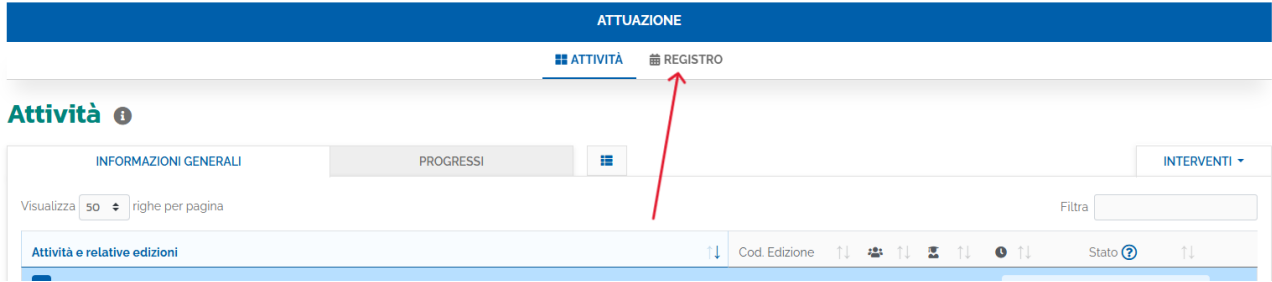 ATTUAZIONE
ATTIVITÀ REGISTRO
Attività
INFORMAZIONI GENERALI PROGRESSI INTERVENTI
Visualizza 50 righe per pagina Filtra
Attività e relative edizioni Cod. Edizione Stato ?